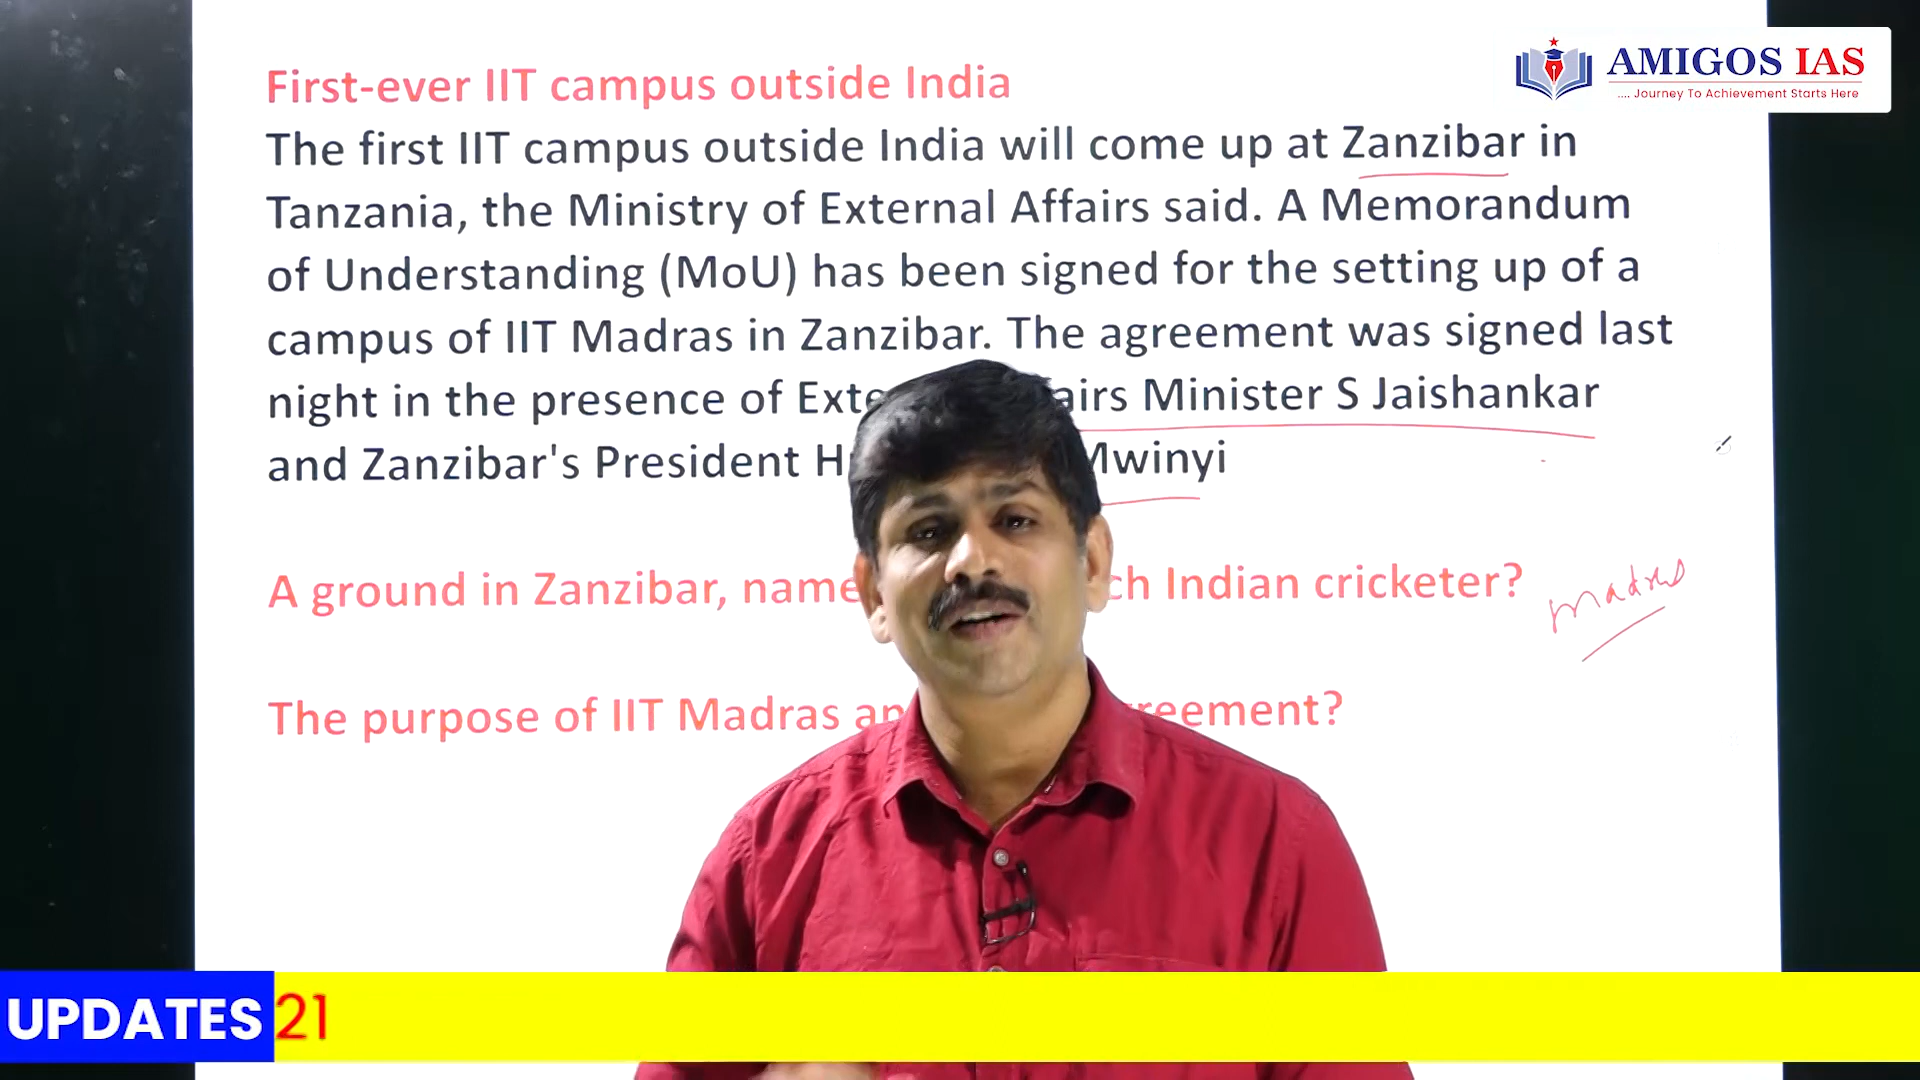 AMIGOS IAS
.... Journey To Achievement Starts Here
First-ever IIT campus outside India
The first IIT campus outside India will come up at Zanzibar in
Tanzania, the Ministry of External Affairs said. A Memorandum
of Understanding (MoU) has been signed for the setting up of a
campus of IIT Madras in Zanzibar. The agreement was signed last
night in the presence of Minister S Jaishankar
and Zanzibar's President Mwinyi
A ground in Zanzibar, Indian cricketer?
madras
The purpose of IIT Madras
UPDATES 21